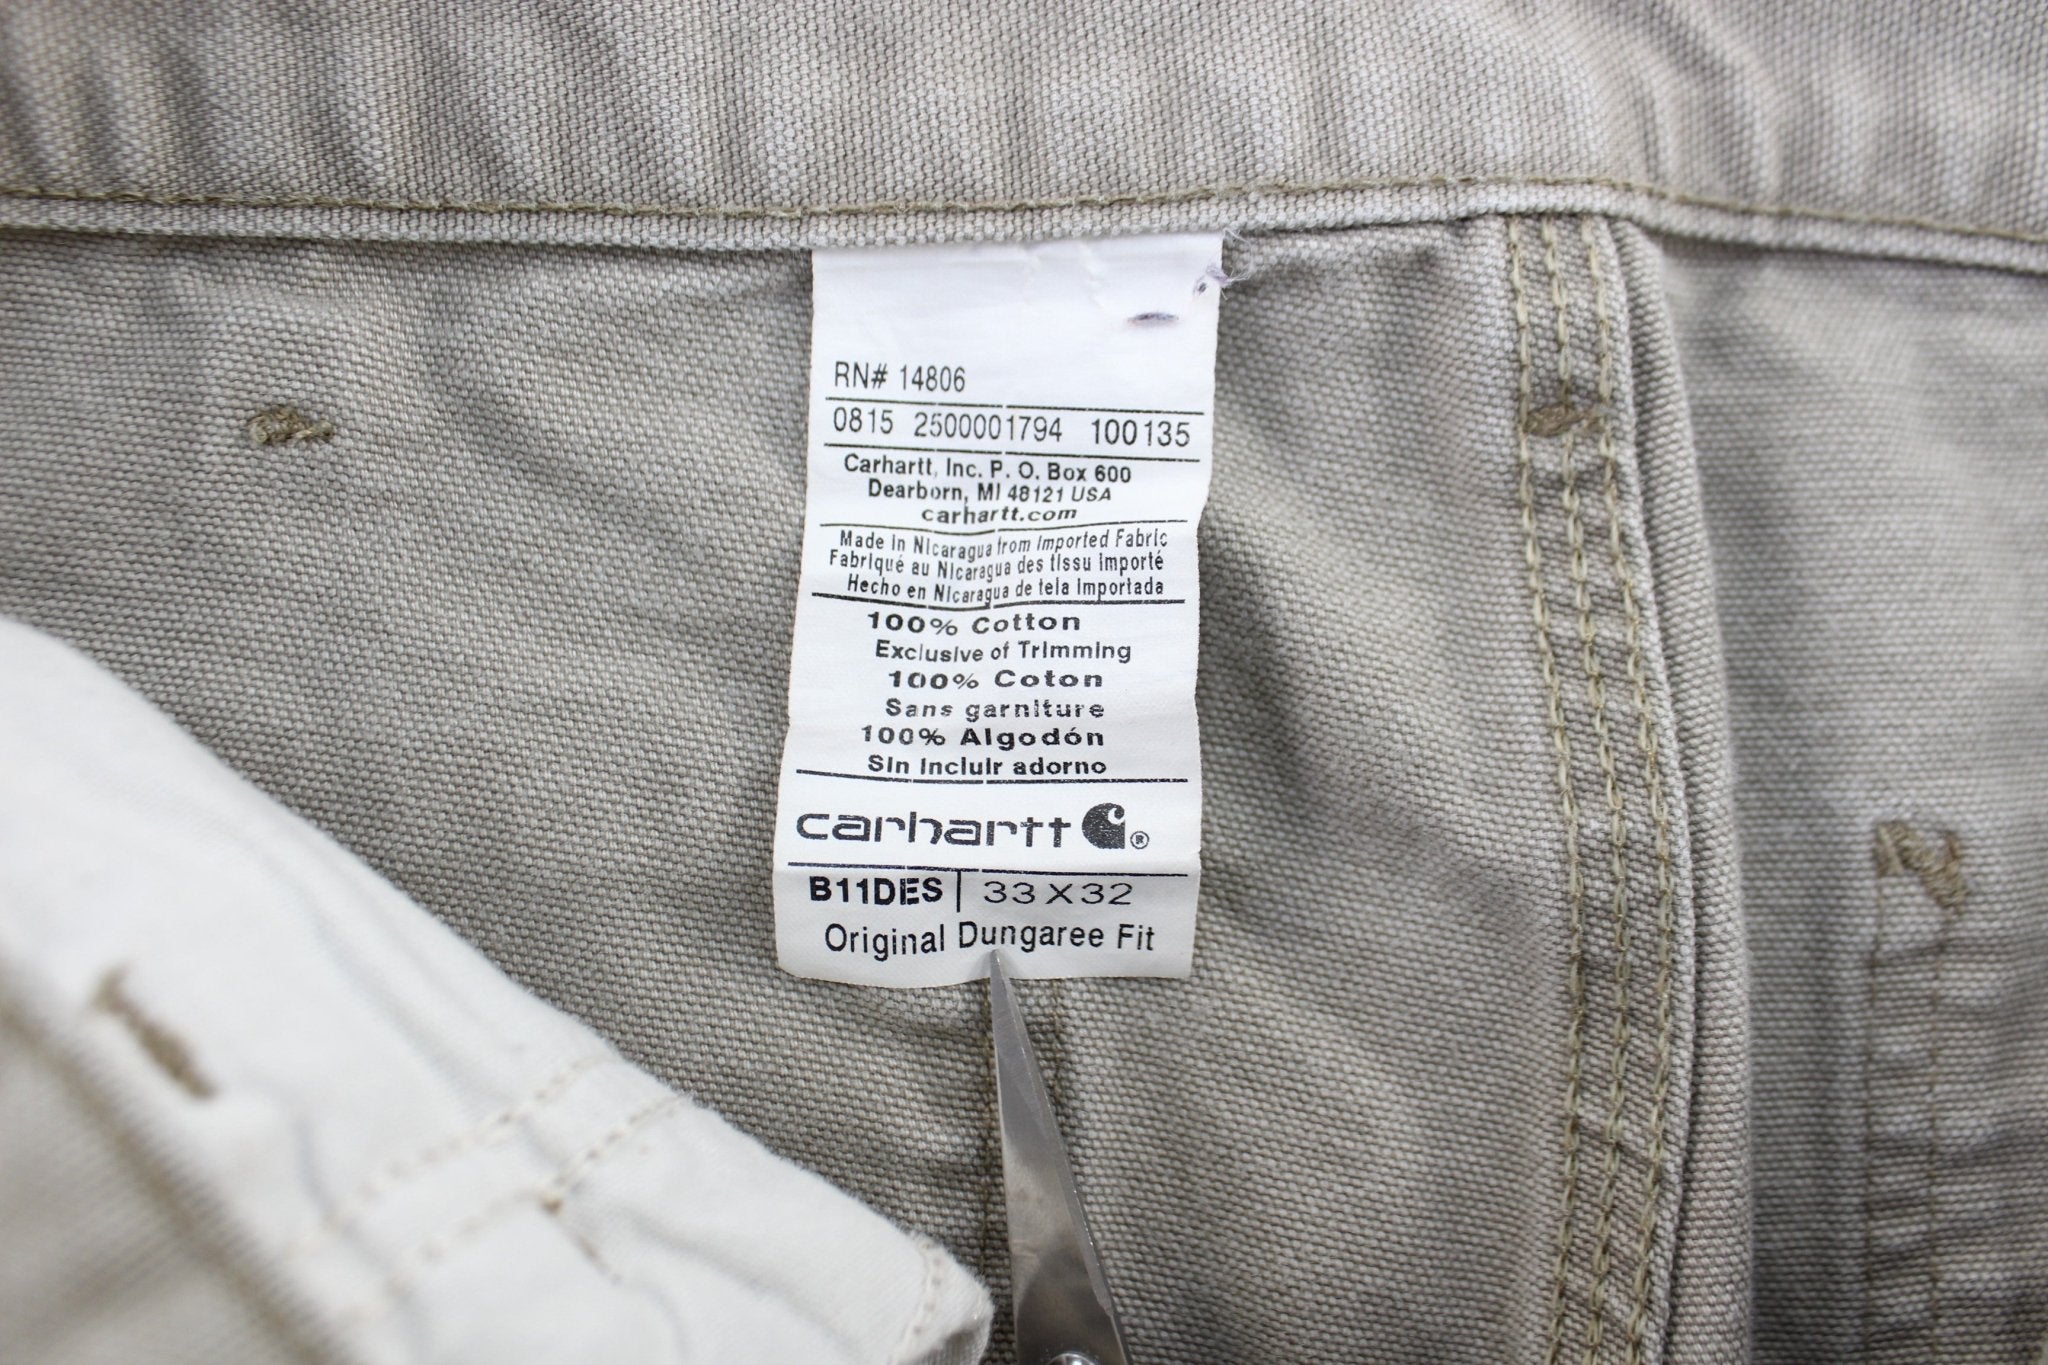 RN# 14806
0815 2500001794 100135
Carhartt, Inc. P. O. Box 600
Dearborn, MI 48121 USA
carhartt.com
Made in Nicaragua from Imported Fabric
Fabriqué au Nicaragua des tissu importé
Hecho en Nicaragua de tela Importada
100% Cotton
Exclusive of Trimming
100% Coton
Sans garniture
100% Algodón
Sin incluir adorno
carhartt ®
B11DES | 33 X 32
Original Dungaree Fit